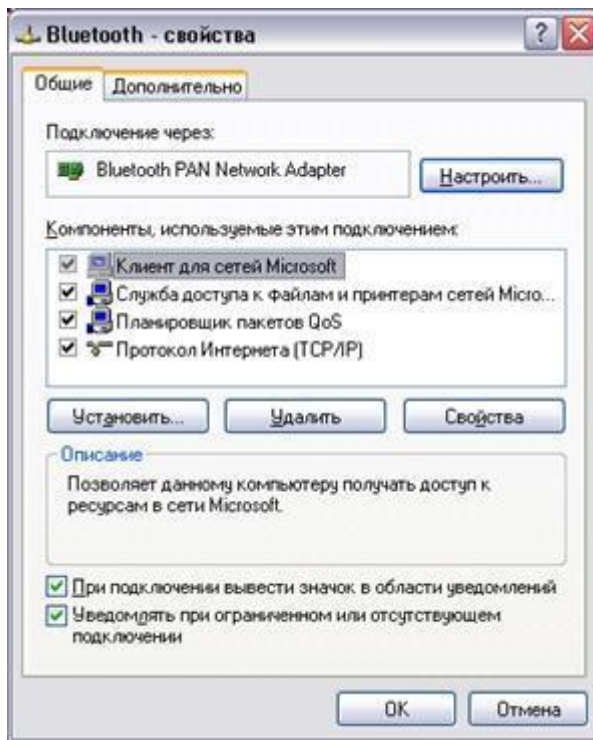 Bluetooth - свойства
Общие
Дополнительно
Подключение через:
Bluetooth PAN Network Adapter
Настроить...
Компоненты, используемые этим подключением:
Клиент для сетей Microsoft
Служба доступа к файлам и принтерам сетей Micro...
Планировщик пакетов QoS
Протокол Интернета (TCP/IP)
Установить...
Удалить
Свойства
Описание
Позволяет данному компьютеру получать доступ к
ресурсам в сети Microsoft.
При подключении вывести значок в области уведомлений
Уведомлять при ограниченном или отсутствующем
подключении
OK
Отмена